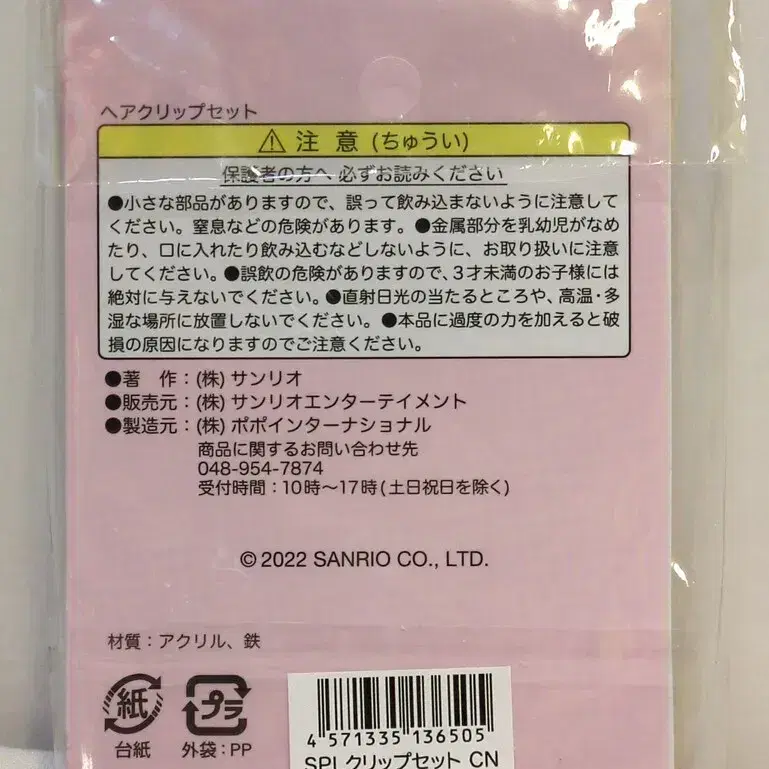 ヘアクリップセット
⚠ 注 意 (ちゅうい)
保護者の方へ 必ずお読みください
●小さな部品がありますので、誤って飲み込まないように注意して
ください。窒息などの危険があります。●金属部分を乳幼児がなめ
たり、口に入れたり飲み込むなどしないように、お取り扱いに注意
してください。●誤飲の危険がありますので、3才未満のお子様には
絶対に与えないでください。●直射日光の当たるところや、高温・多
湿な場所に放置しないでください。●本品に過度の力を加えると破
損の原因になりますのでご注意ください。
●著 作：(株) サンリオ
●販売元：(株) サンリオエンターテイメント
●製造元：(株) ポポインターナショナル
商品に関するお問い合わせ先
048-954-7874
受付時間：10時～17時(土日祝日を除く)
© 2022 SANRIO CO., LTD.
材質：アクリル、鉄
紙 プラ
台紙 外袋：PP
4 571335 136505
SPLクリップセット CN